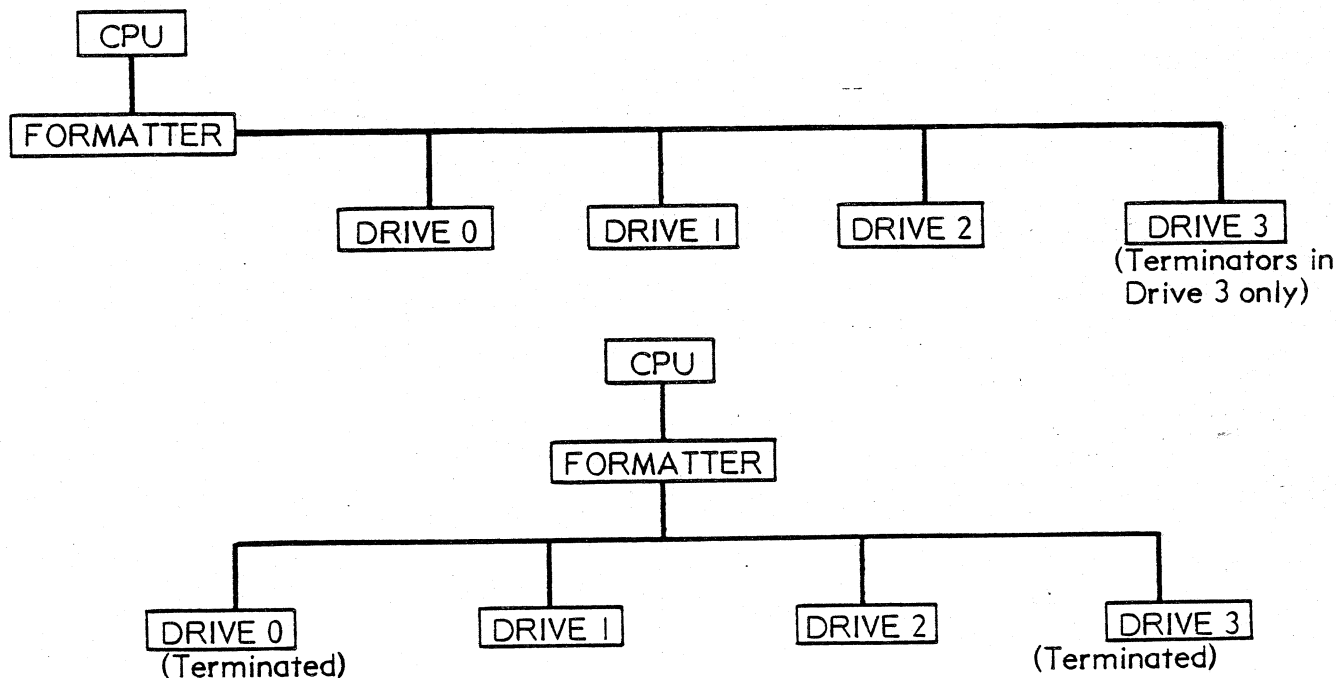 CPU
FORMATTER
DRIVE 0
DRIVE 1
DRIVE 2
DRIVE 3
(Terminators in
Drive 3 only)
CPU
FORMATTER
DRIVE 0
(Terminated)
DRIVE 1
DRIVE 2
DRIVE 3
(Terminated)